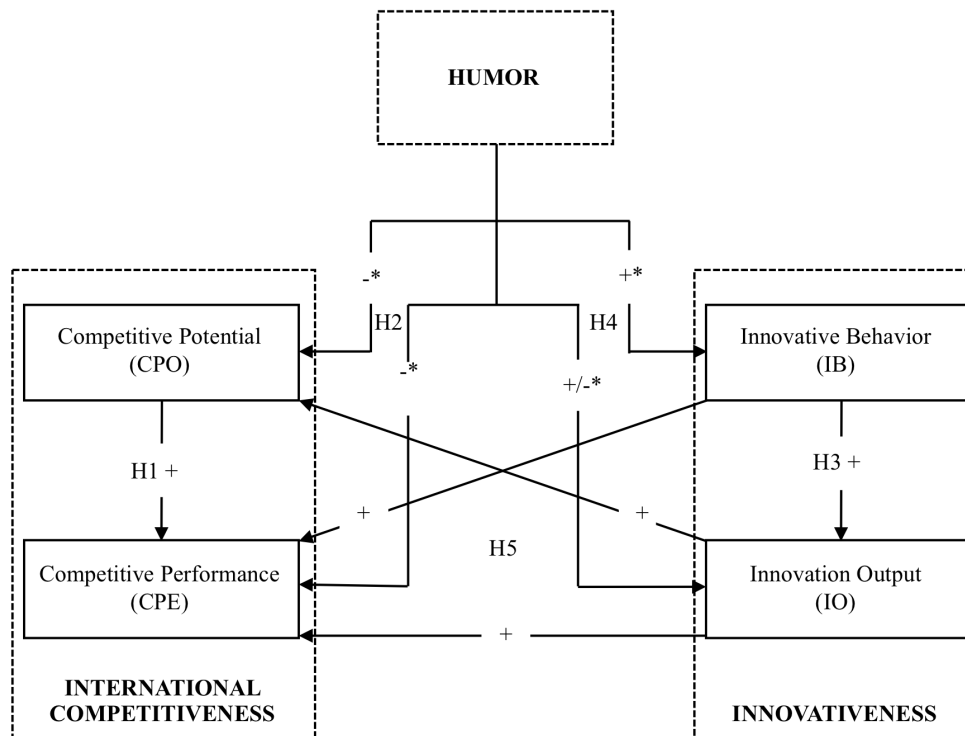 HUMOR
-*
+*
H2
H4
Competitive Potential
(CPO)
Innovative Behavior
(IB)
-*
+/-*
H1 +
H3 +
+
+
H5
Competitive Performance
(CPE)
Innovation Output
(IO)
+
INTERNATIONAL
COMPETITIVENESS
INNOVATIVENESS